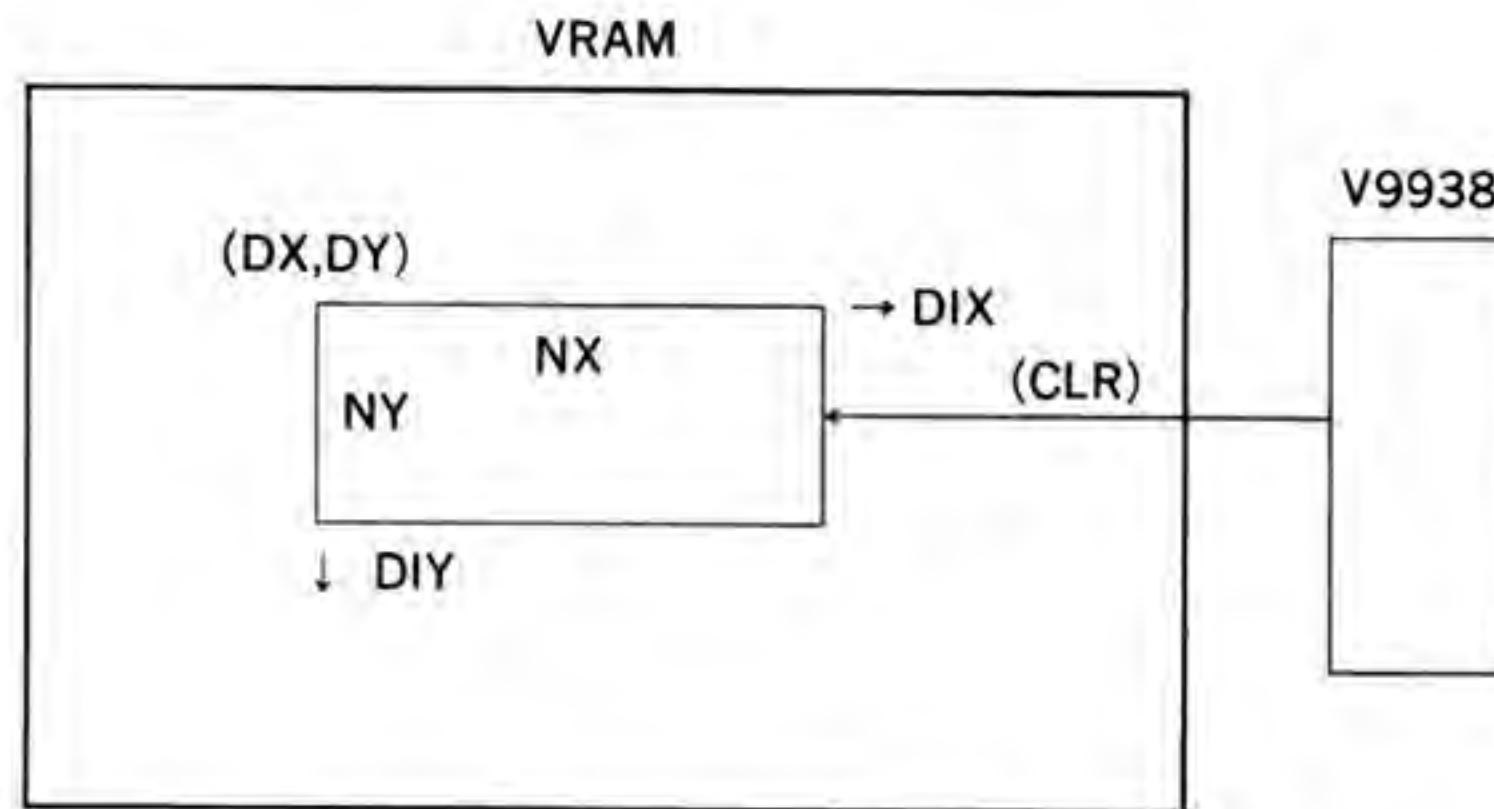 VRAM
V9938
(DX,DY)
→ DIX
NX
(CLR)
NY
↓ DIY